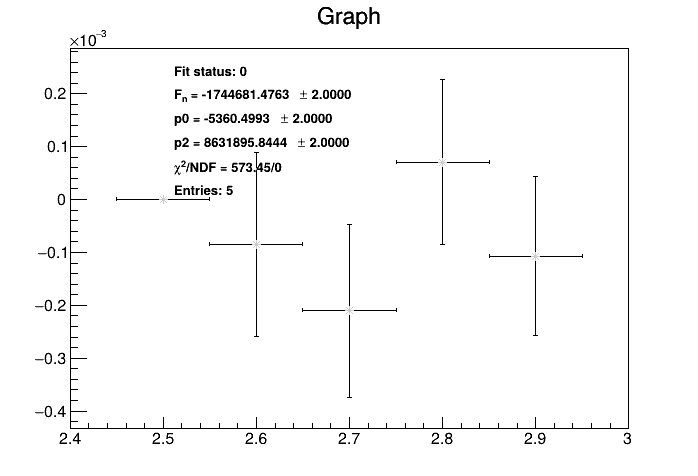 Graph
×10⁻³
Fit status: 0
Fn = -1744681.4763 ± 2.0000
p0 = -5360.4993 ± 2.0000
p2 = 8631895.8444 ± 2.0000
χ²/NDF = 573.45/0
Entries: 5
0.2
0.1
0
−0.1
−0.2
−0.3
−0.4
2.4 2.5 2.6 2.7 2.8 2.9 3